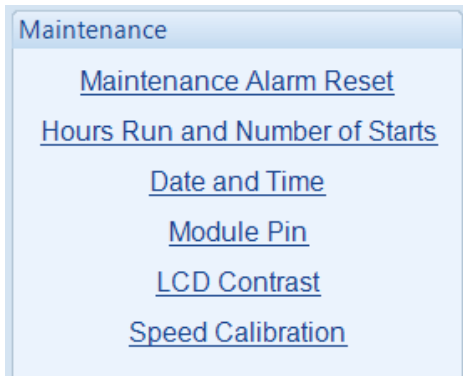 Maintenance
Maintenance Alarm Reset
Hours Run and Number of Starts
Date and Time
Module Pin
LCD Contrast
Speed Calibration